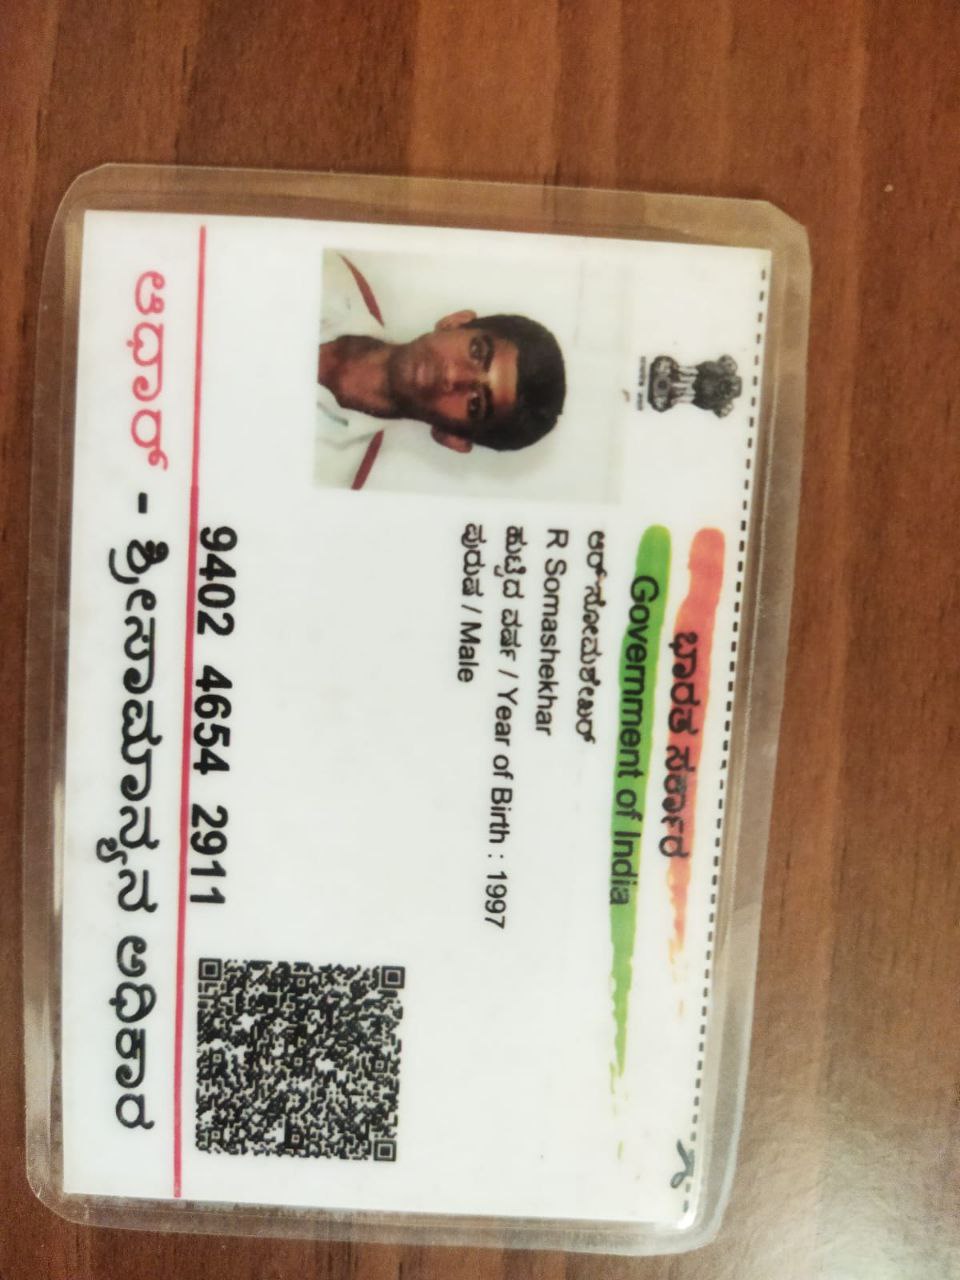 ಭಾರತ ಸರ್ಕಾರ
Government of India
ಆರ್ ಸೋಮಶೇಖರ್
R Somashekhar
ಹುಟ್ಟಿದ ವರ್ಷ / Year of Birth : 1997
ಪುರುಷ / Male
9402 4654 2911
ಆಧಾರ್ - ಶ್ರೀಸಾಮಾನ್ಯನ ಅಧಿಕಾರ